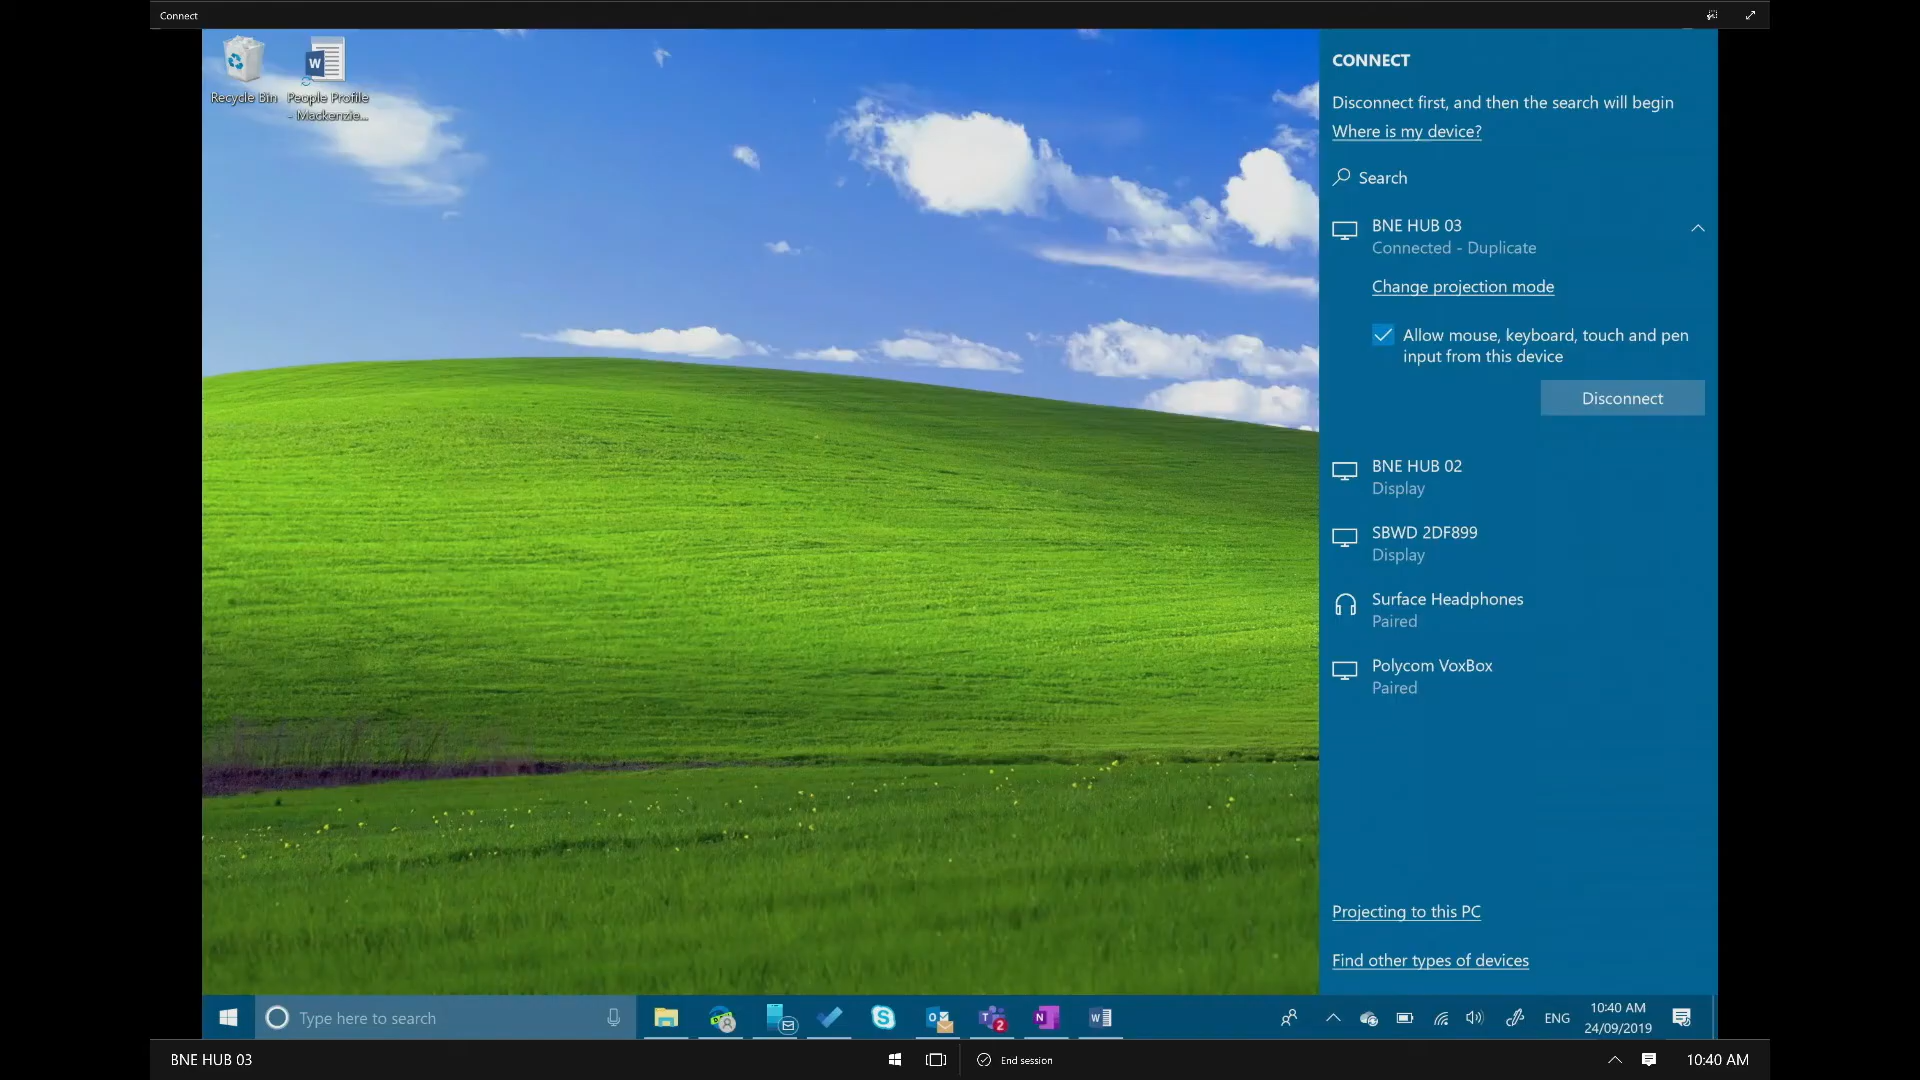 Connect
Recycle Bin
People Profile
- Mackenzie...
CONNECT
Disconnect first, and then the search will begin
Where is my device?
Search
BNE HUB 03
Connected - Duplicate
Change projection mode
Allow mouse, keyboard, touch and pen
input from this device
Disconnect
BNE HUB 02
Display
SBWD 2DF899
Display
Surface Headphones
Paired
Polycom VoxBox
Paired
Projecting to this PC
Find other types of devices
Type here to search
2
ENG
10:40 AM
24/09/2019
BNE HUB 03
End session
10:40 AM